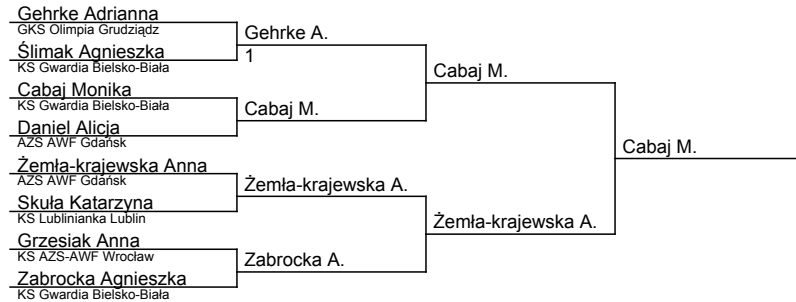 Gehrke Adrianna
GKS Olimpia Grudziądz
Ślimak Agnieszka
KS Gwardia Bielsko-Biała
Cabaj Monika
KS Gwardia Bielsko-Biała
Daniel Alicja
AZS AWF Gdańsk
Żemła-krajewska Anna
AZS AWF Gdańsk
Skuła Katarzyna
KS Lublinianka Lublin
Grzesiak Anna
KS AZS-AWF Wrocław
Zabrocka Agnieszka
KS Gwardia Bielsko-Biała
Gehrke A.
1
Cabaj M.
Żemła-krajewska A.
Zabrocka A.
Cabaj M.
Żemła-krajewska A.
Cabaj M.